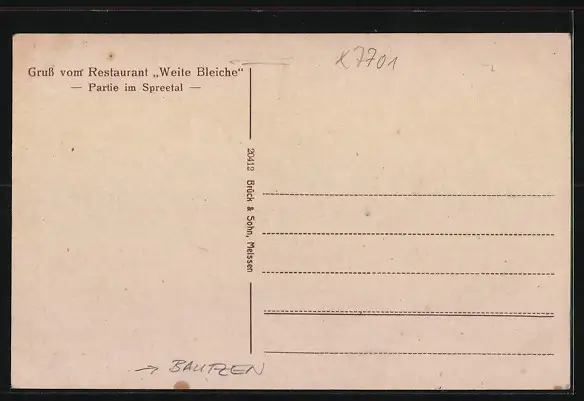 Gruß vom Restaurant „Weite Bleiche“
— Partie im Spreetal —
x7701
20412 Brück & Sohn, Meissen
→ BAUTZEN